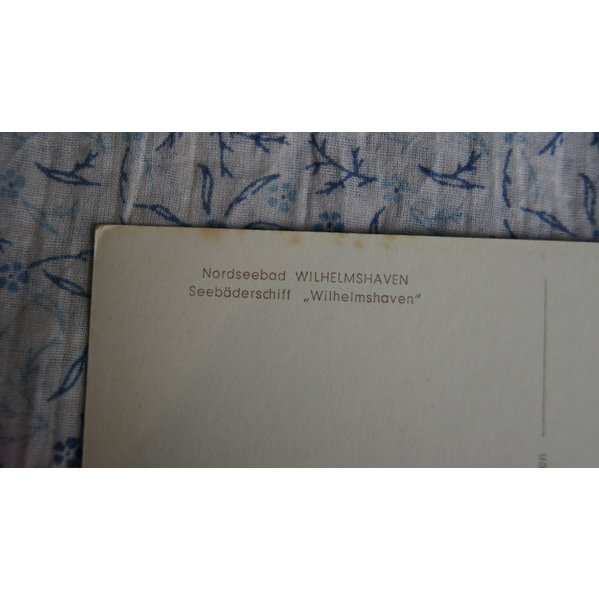 Nordseebad WILHELMSHAVEN
Seebäderschiff „Wilhelmshaven"